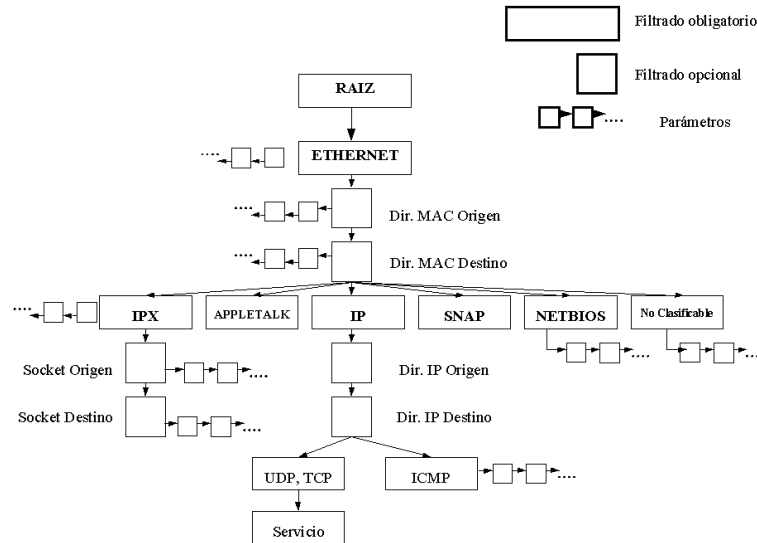 Filtrado obligatorio
Filtrado opcional
RAIZ
.... Parámetros
.... ETHERNET
.... Dir. MAC Origen
.... Dir. MAC Destino
.... IPX APPLETALK IP SNAP NETBIOS No Clasificable
.... ....
Socket Origen .... Dir. IP Origen
Socket Destino .... Dir. IP Destino
UDP, TCP ICMP ....
Servicio